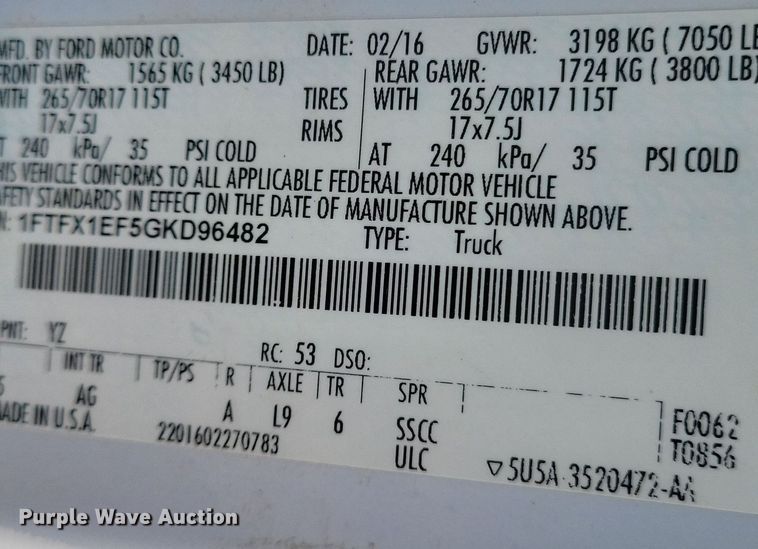 MFD. BY FORD MOTOR CO. DATE: 02/16 GVWR: 3198 KG ( 7050 LB
FRONT GAWR: 1565 KG ( 3450 LB) REAR GAWR: 1724 KG ( 3800 LB)
WITH 265/70R17 115T TIRES WITH 265/70R17 115T
17x7.5J RIMS 17x7.5J
T 240 kPa/ 35 PSI COLD AT 240 kPa/ 35 PSI COLD
HIS VEHICLE CONFORMS TO ALL APPLICABLE FEDERAL MOTOR VEHICLE
AFETY STANDARDS IN EFFECT ON THE DATE OF MANUFACTURE SHOWN ABOVE.
N: 1FTFX1EF5GKD96482 TYPE: Truck
PNT: YZ RC: 53 DSO:
INT TR TP/PS R AXLE TR SPR F0062
5 AG A L9 6 SSCC T0856
ADE IN U.S.A. 2201602270783 ULC ▽5U5A 3520472-AA
Purple Wave Auction